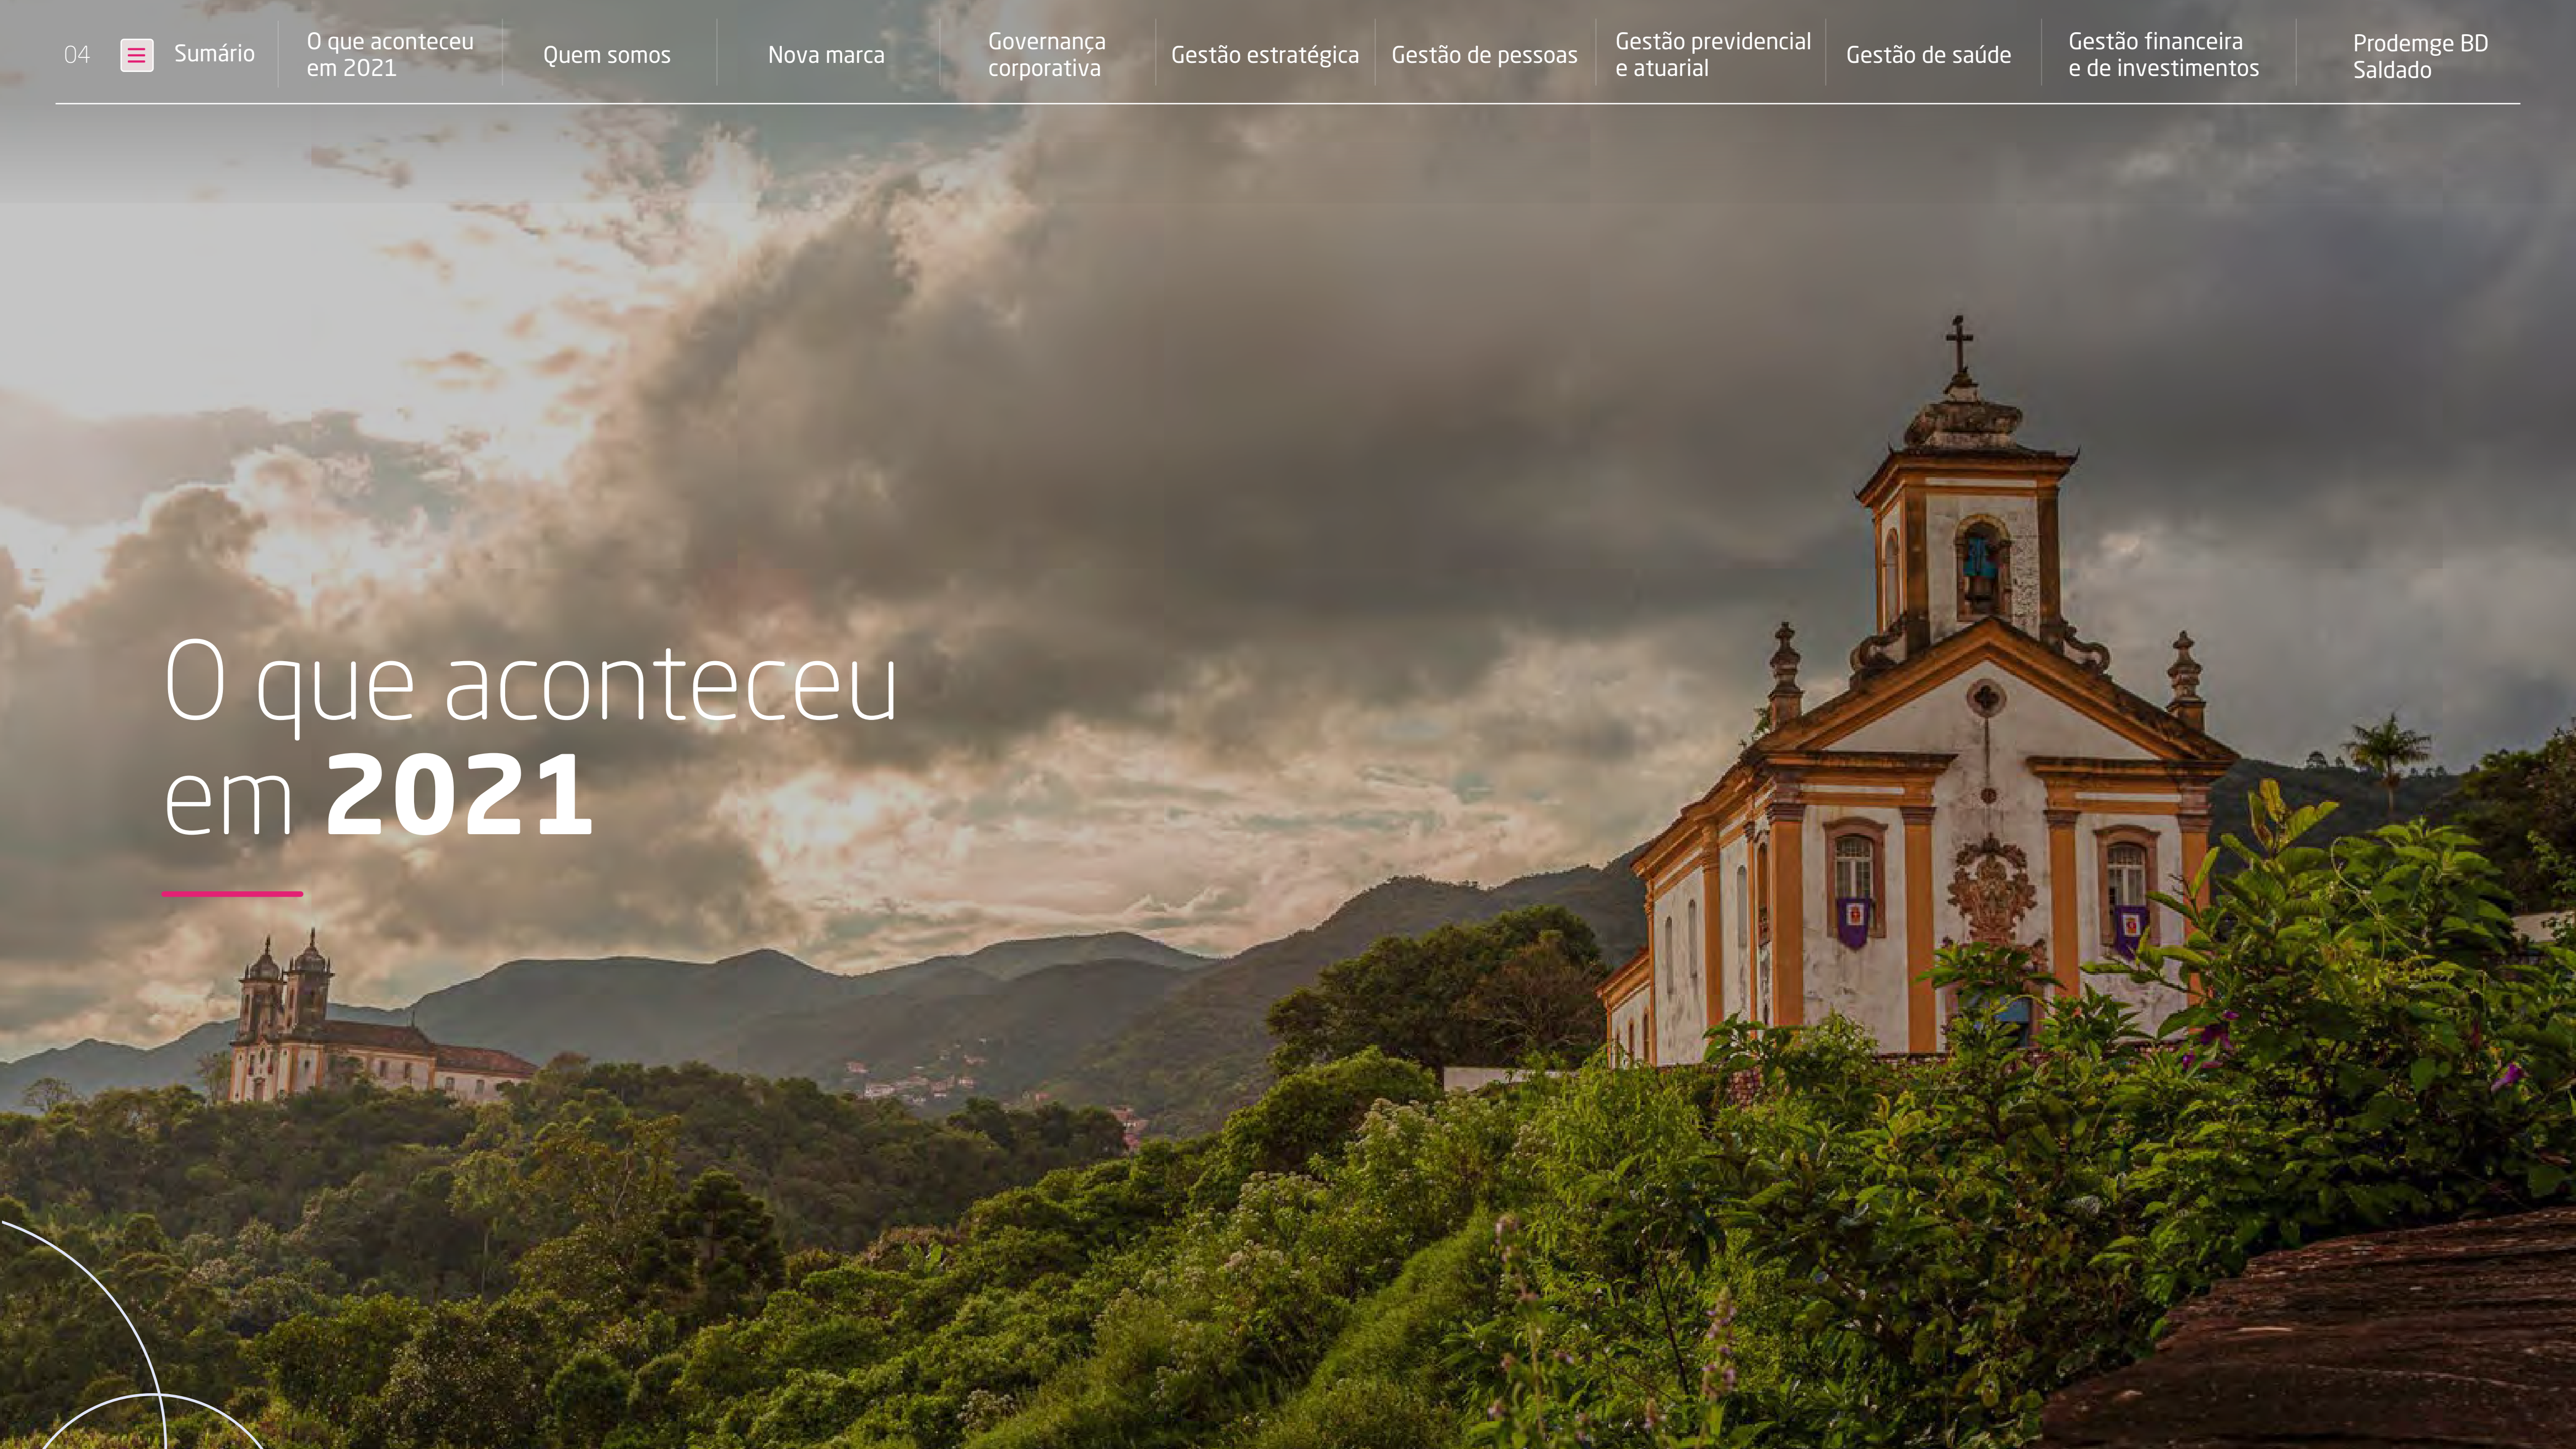 04
Sumário
O que aconteceu
em 2021
Quem somos
Nova marca
Governança
corporativa
Gestão estratégica
Gestão de pessoas
Gestão previdencial
e atuarial
Gestão de saúde
Gestão financeira
e de investimentos
Prodemge BD
Saldado
O que aconteceu
em 2021